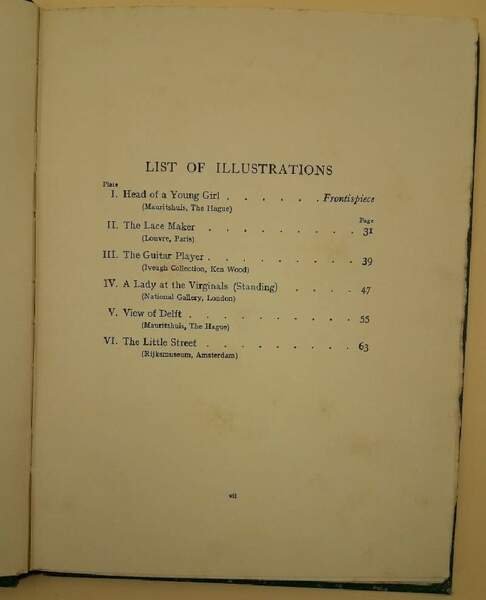 LIST OF ILLUSTRATIONS
Plate
I. Head of a Young Girl . . . . . Frontispiece
(Mauritshuis, The Hague)
Page
II. The Lace Maker . . . . . . . . 31
(Louvre, Paris)
III. The Guitar Player . . . . . . . . 39
(Iveagh Collection, Ken Wood)
IV. A Lady at the Virginals (Standing) . . . . 47
(National Gallery, London)
V. View of Delft . . . . . . . . . 55
(Mauritshuis, The Hague)
VI. The Little Street . . . . . . . . 63
(Rijksmuseum, Amsterdam)
vii